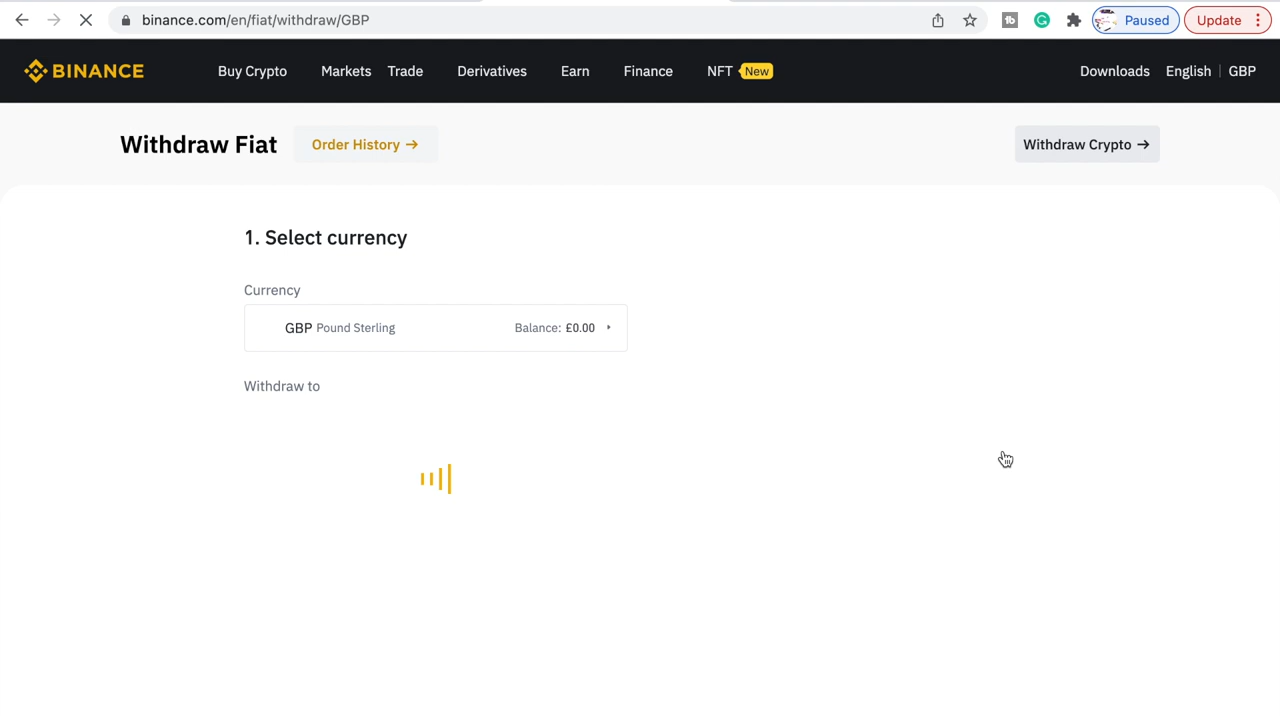 binance.com/en/fiat/withdraw/GBP
Paused
Update
BINANCE
Buy Crypto
Markets
Trade
Derivatives
Earn
Finance
NFT New
Downloads
English | GBP
Withdraw Fiat
Order History →
Withdraw Crypto →
1. Select currency
Currency
GBP Pound Sterling
Balance: £0.00
Withdraw to